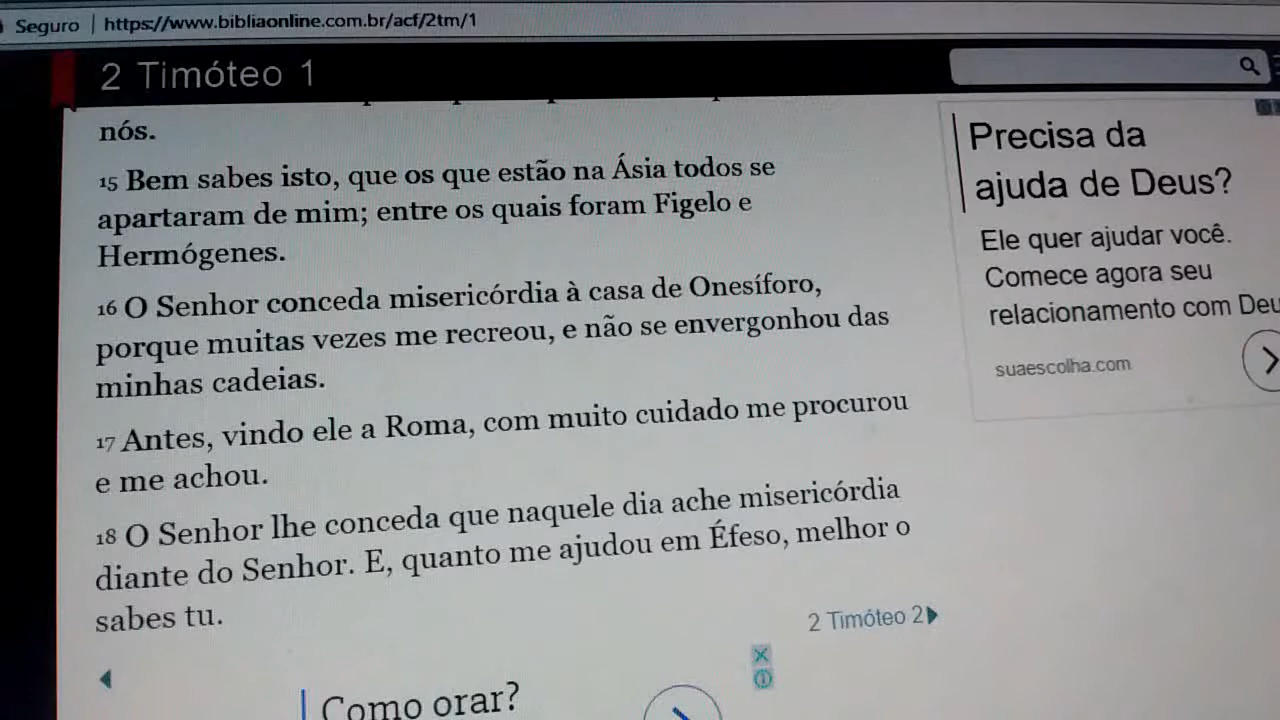 Seguro | https://www.bibliaonline.com.br/acf/2tm/1
2 Timóteo 1
nós.
15 Bem sabes isto, que os que estão na Ásia todos se
apartaram de mim; entre os quais foram Figelo e
Hermógenes.
16 O Senhor conceda misericórdia à casa de Onesíforo,
porque muitas vezes me recreou, e não se envergonhou das
minhas cadeias.
17 Antes, vindo ele a Roma, com muito cuidado me procurou
e me achou.
18 O Senhor lhe conceda que naquele dia ache misericórdia
diante do Senhor. E, quanto me ajudou em Éfeso, melhor o
sabes tu.
2 Timóteo 2
Como orar?
Precisa da
ajuda de Deus?
Ele quer ajudar você.
Comece agora seu
relacionamento com Deu
suaescolha.com